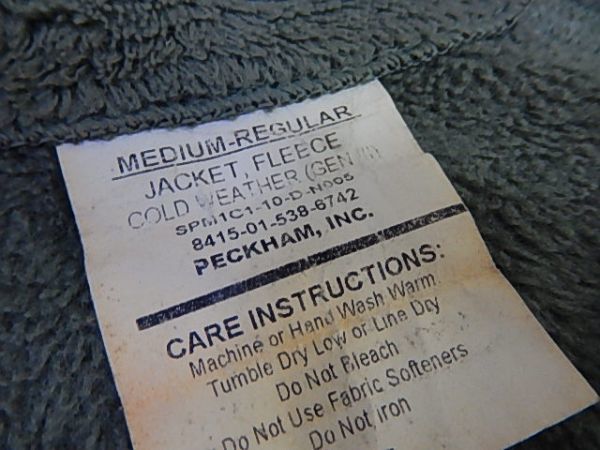 MEDIUM-REGULAR
JACKET, FLEECE
COLD WEATHER (GEN III)
SPM1C1-10-D-N005
8415-01-538-6742
PECKHAM, INC.
CARE INSTRUCTIONS:
Machine or Hand Wash Warm
Tumble Dry Low or Line Dry
Do Not Bleach
Do Not Use Fabric Softeners
Do Not Iron